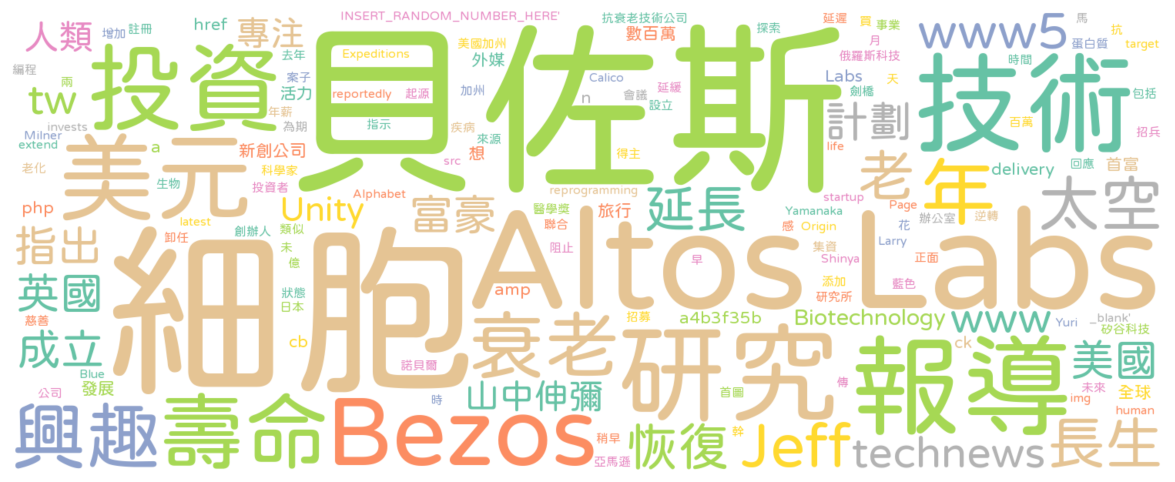 INSERT_RANDOM_NUMBER_HERE'
人類
增加
註冊
href
專注
去年
Expeditions
美國加州
外媒
抗衰老技術公司
數百萬
探索
延遲
買
事業
馬
月
俄羅斯科技
www5
蛋白質
抗
target
編程
兩
tw
投資
案子
活力
reportedly
起源
貝佐斯
加州
Calico
n
會議
延緩
設立
Labs
天
劍橋
技術
時間
包括
Milner
extend
invests
a
年薪
為期
指示
疾病
來源
計劃
百萬
招兵
老化
美元
新創公司
科學家
投資者
想
src
得主
life
老
年
delivery
回應
首富
生物
php
latest
卸任
創辦人
Unity
類似
Alphabet
富豪
reprogramming
醫學獎
聯合
旅行
延長
Yamanaka
感
Origin
startup
Page
花
辦公室
逆轉
太空
指出
未
億
細胞
Altos Labs
阻止
早
集資
Shinya
Larry
正面
英國
慈善
狀態
日本
amp
添加
研究所
藍色
成立
cb
招募
a4b3f35b
Biotechnology
www
Yuri
_blank'
矽谷科技
衰老
研究
ck
報導
美國
Blue
公司
發展
諾貝爾
時
山中伸彌
首圖
傳
未來
img
全球
human
興趣
壽命
Bezos
稍早
亞馬遜
恢復
幹
Jeff
technews
長生